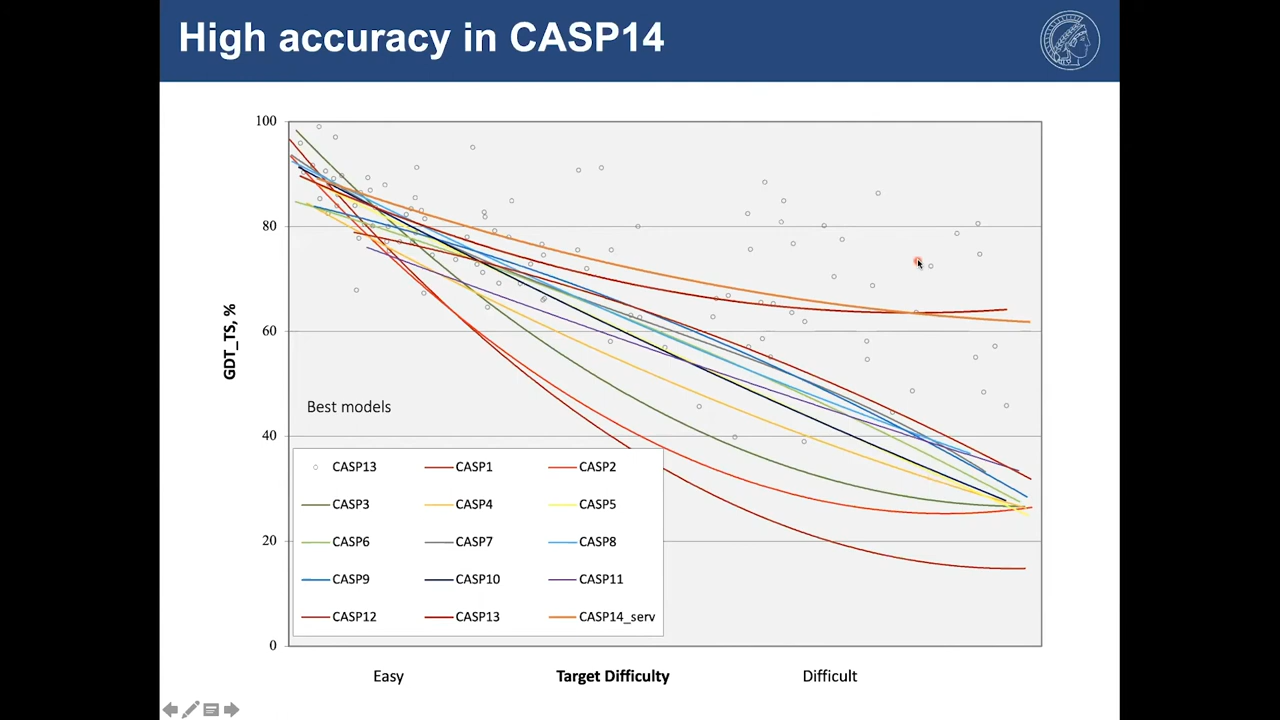 High accuracy in CASP14
100
80
60
40
20
0
GDT_TS, %
Best models
CASP13 CASP1 CASP2
CASP3 CASP4 CASP5
CASP6 CASP7 CASP8
CASP9 CASP10 CASP11
CASP12 CASP13 CASP14_serv
Easy Target Difficulty Difficult